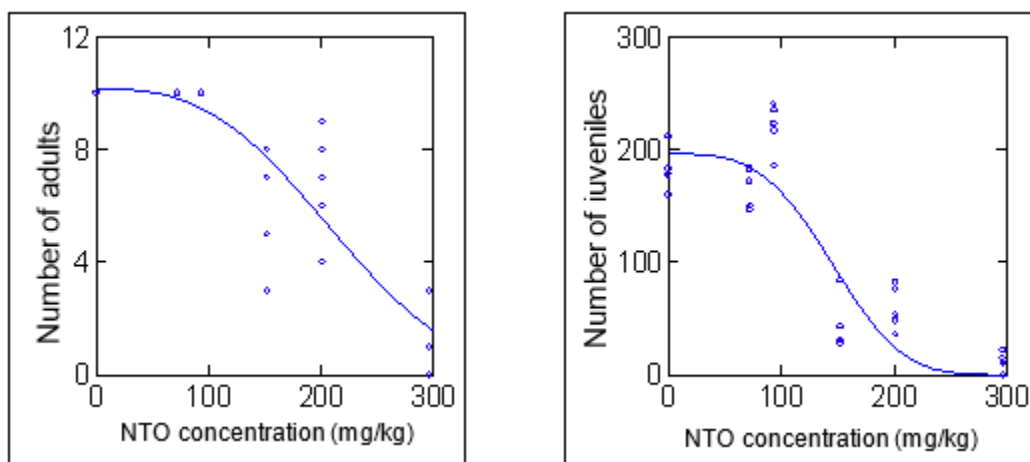 12
8
4
0
Number of adults
0 100 200 300
NTO concentration (mg/kg)
300
200
100
0
Number of iuveniles
0 100 200 300
NTO concentration (mg/kg)